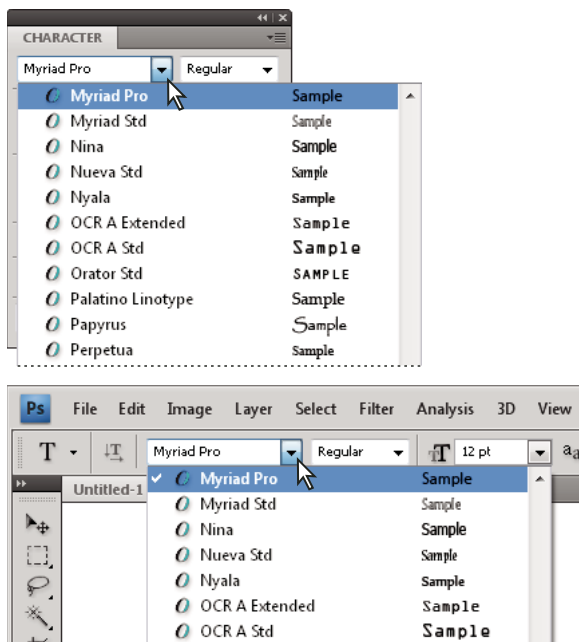 CHARACTER
Myriad Pro Regular
Myriad Pro Sample
Myriad Std Sample
Nina Sample
Nueva Std Sample
Nyala Sample
OCR A Extended Sample
OCR A Std Sample
Orator Std SAMPLE
Palatino Linotype Sample
Papyrus Sample
Perpetua Sample
Ps File Edit Image Layer Select Filter Analysis 3D View
T T Myriad Pro Regular TT 12 pt aa
Untitled-1
Myriad Pro Sample
Myriad Std Sample
Nina Sample
Nueva Std Sample
Nyala Sample
OCR A Extended Sample
OCR A Std Sample